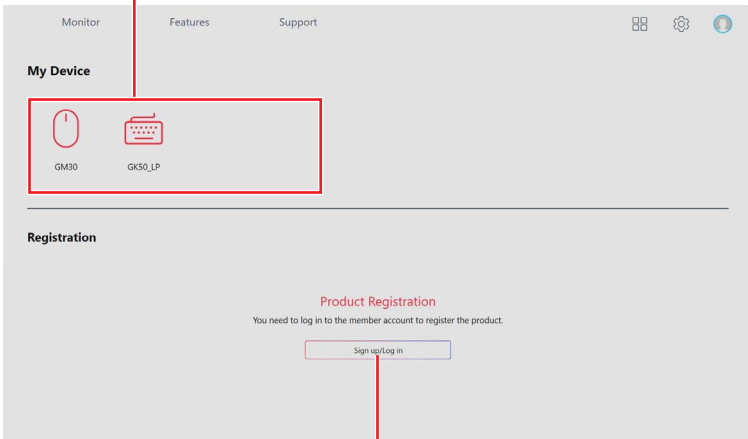 Monitor Features Support
My Device
GM30 GK50_LP
Registration
Product Registration
You need to log in to the member account to register the product.
Sign up/Log in